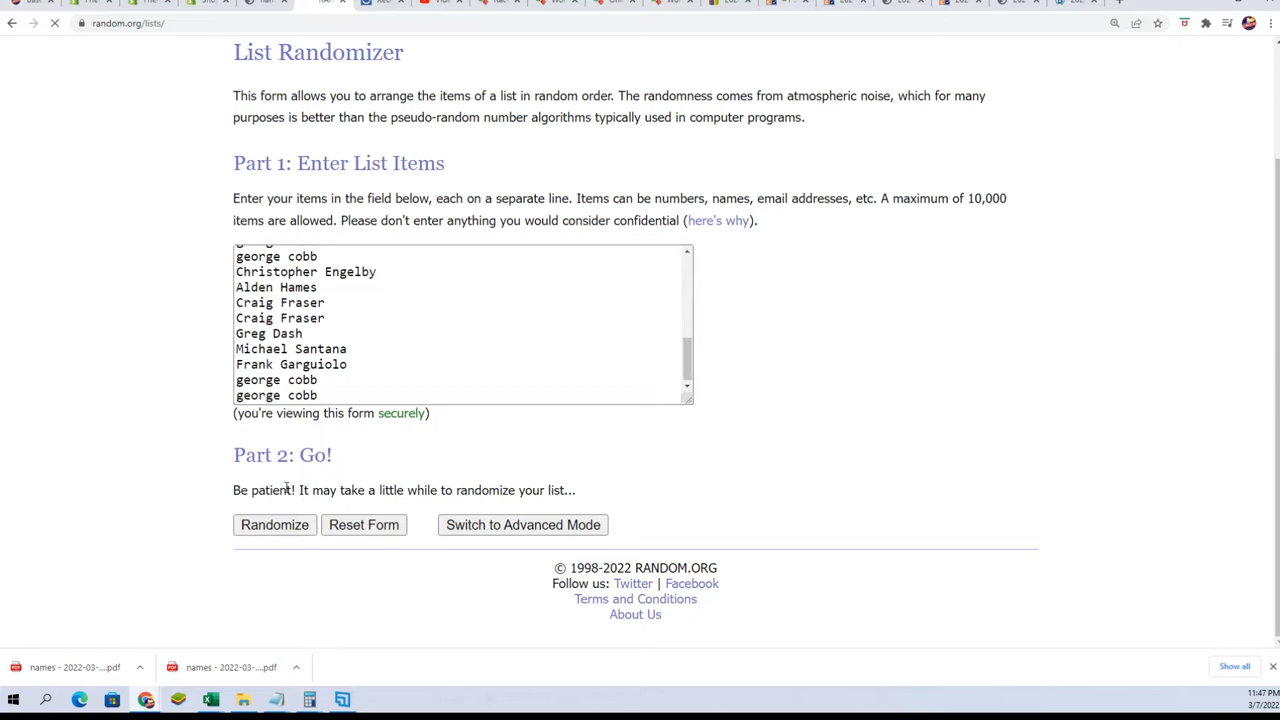 random.org/lists/
List Randomizer
This form allows you to arrange the items of a list in random order. The randomness comes from atmospheric noise, which for many
purposes is better than the pseudo-random number algorithms typically used in computer programs.
Part 1: Enter List Items
Enter your items in the field below, each on a separate line. Items can be numbers, names, email addresses, etc. A maximum of 10,000
items are allowed. Please don't enter anything you would consider confidential (here's why).
george cobb
Christopher Engelby
Alden Hames
Craig Fraser
Craig Fraser
Greg Dash
Michael Santana
Frank Garguiolo
george cobb
george cobb
(you're viewing this form securely)
Part 2: Go!
Be patient! It may take a little while to randomize your list...
Randomize Reset Form Switch to Advanced Mode
© 1998-2022 RANDOM.ORG
Follow us: Twitter | Facebook
Terms and Conditions
About Us
names - 2022-03-....pdf names - 2022-03-....pdf Show all
11:47 PM
3/7/2022